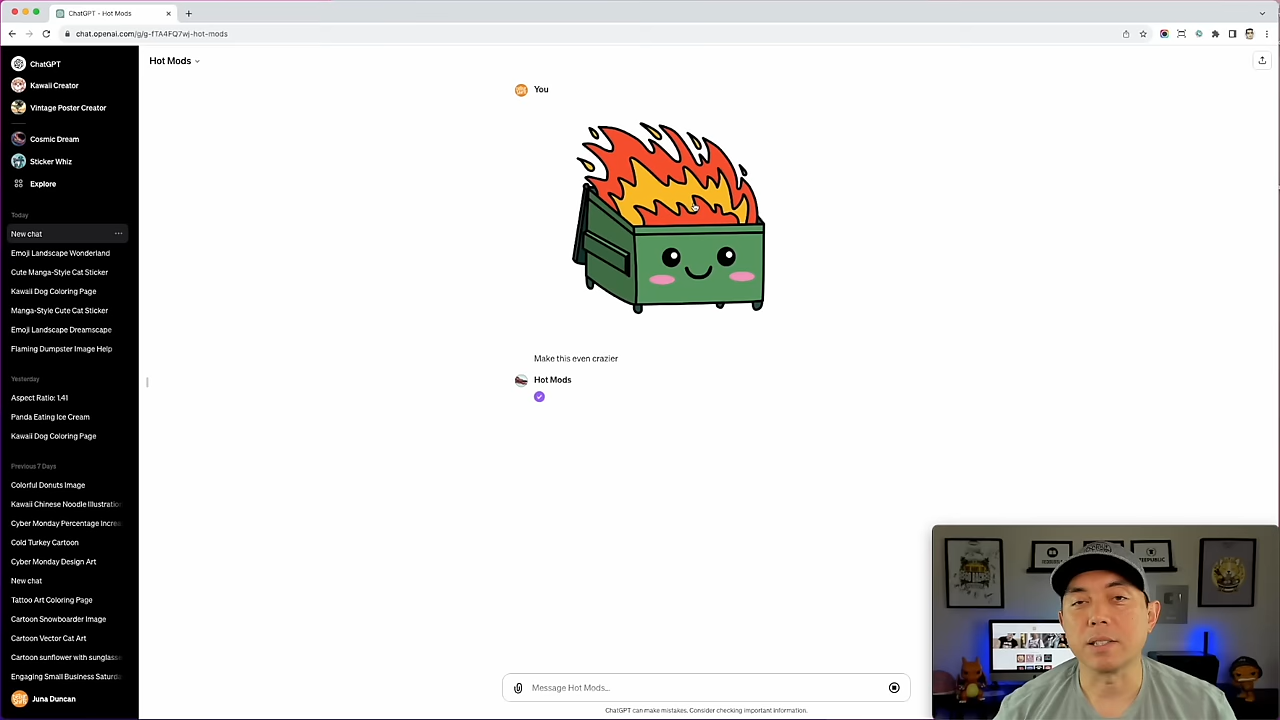 ChatGPT - Hot Mods
chat.openai.com/g/g-fTA4FQ7wj-hot-mods
ChatGPT
Kawaii Creator
Vintage Poster Creator
Cosmic Dream
Sticker Whiz
Explore
Today
New chat
Emoji Landscape Wonderland
Cute Manga-Style Cat Sticker
Kawaii Dog Coloring Page
Manga-Style Cute Cat Sticker
Emoji Landscape Dreamscape
Flaming Dumpster Image Help
Yesterday
Aspect Ratio: 1.41
Panda Eating Ice Cream
Kawaii Dog Coloring Page
Previous 7 Days
Colorful Donuts Image
Kawaii Chinese Noodle Illustration
Cyber Monday Percentage Increa
Cold Turkey Cartoon
Cyber Monday Design Art
New chat
Tattoo Art Coloring Page
Cartoon Snowboarder Image
Cartoon Vector Cat Art
Cartoon sunflower with sunglass
Engaging Small Business Saturda
Juna Duncan
Hot Mods
You
Make this even crazier
Hot Mods
Message Hot Mods...
ChatGPT can make mistakes. Consider checking important information.